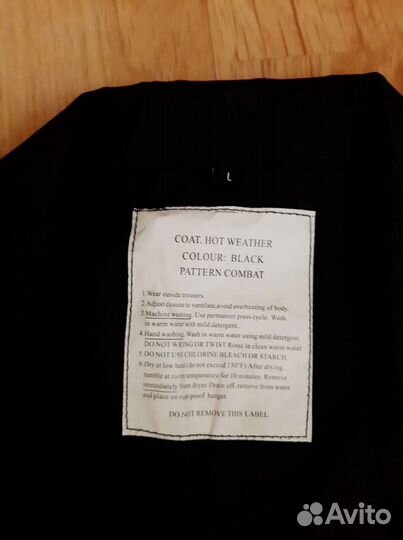 L
COAT. HOT WEATHER
COLOUR: BLACK
PATTERN COMBAT
1.Wear outside trousers.
2.Adjust closure to ventilate,avoid overheating of body.
3.Machine washing. Use permanent press cycle. Wash
in warm water with mild detergent.
4.Hand washing. Wash in warm water using mild detergent.
DO NOT WRING OR TWIST Rinse in clean warm water
5.DO NOT USECHLORINE BLEACH OR STARCH.
6.Dry at low heat(do not exceed 130°F).After drying.
tumble at room temperature for 10 minutes. Remove
immediately from dryer. Drain off. remove from water
and place on rust-proof hanger
DO NOT REMOVE THIS LABEL
Avito